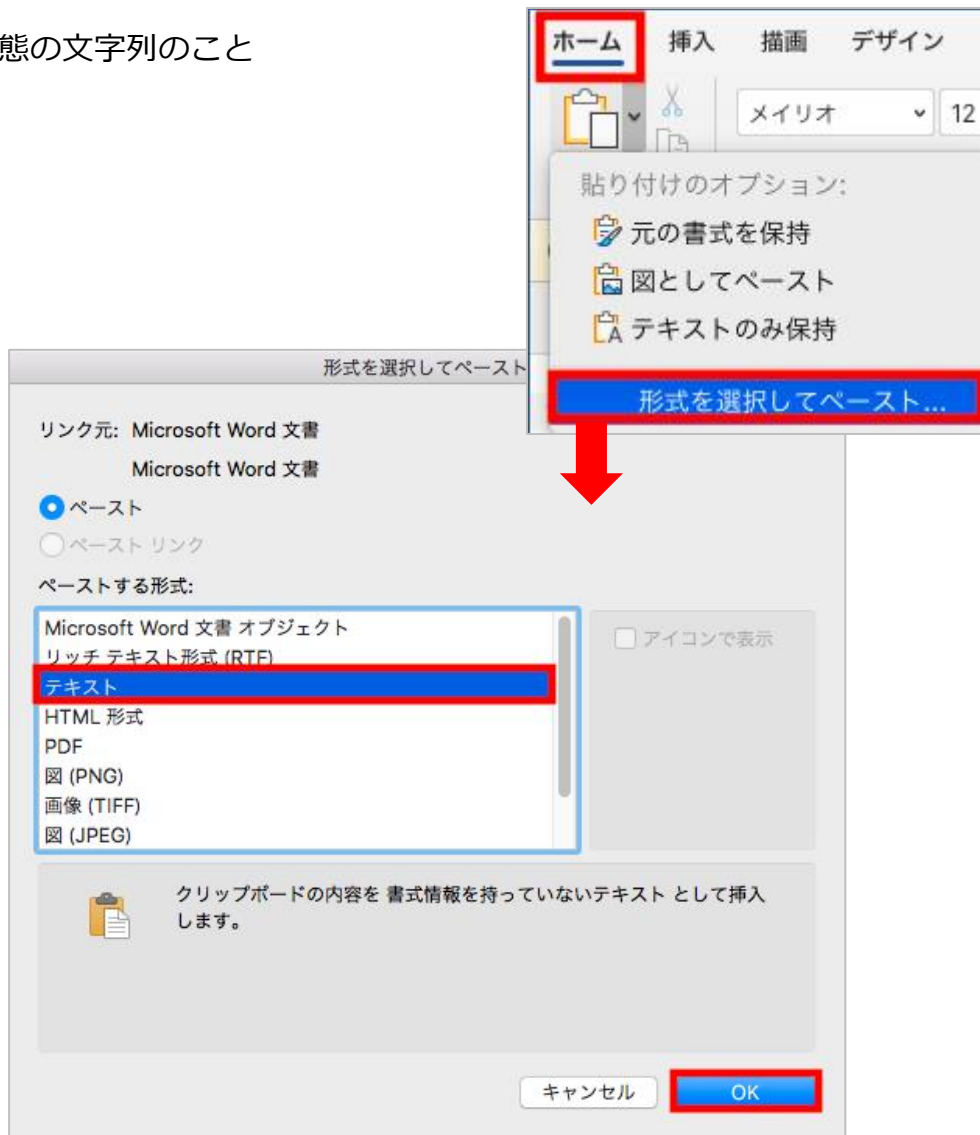 態の文字列のこと
ホーム 挿入 描画 デザイン
メイリオ 12
貼り付けのオプション:
元の書式を保持
図としてペースト
テキストのみ保持
形式を選択してペースト...
形式を選択してペースト
リンク元: Microsoft Word 文書
Microsoft Word 文書
ペースト
ペースト リンク
ペーストする形式:
Microsoft Word 文書 オブジェクト
アイコンで表示
リッチ テキスト形式 (RTF)
テキスト
HTML 形式
PDF
図 (PNG)
画像 (TIFF)
図 (JPEG)
クリップボードの内容を 書式情報を持っていないテキスト として挿入
します。
キャンセル OK